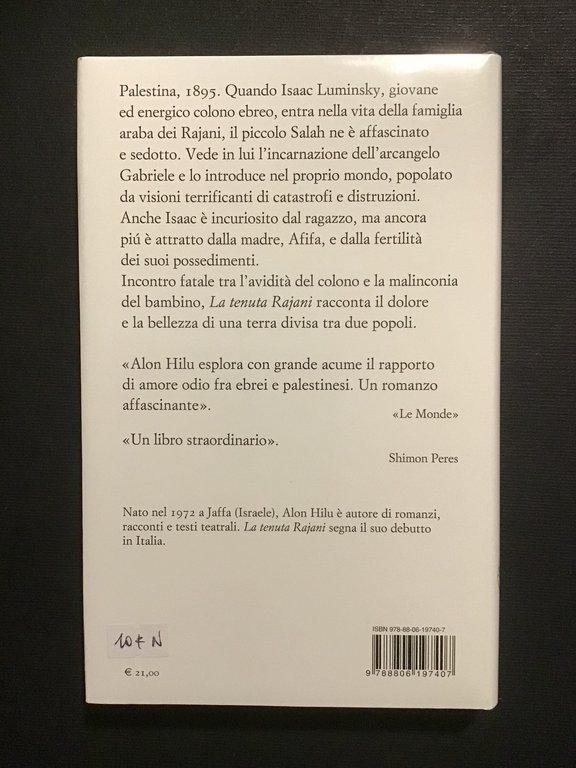 Palestina, 1895. Quando Isaac Luminsky, giovane
ed energico colono ebreo, entra nella vita della famiglia
araba dei Rajani, il piccolo Salah ne è affascinato
e sedotto. Vede in lui l'incarnazione dell'arcangelo
Gabriele e lo introduce nel proprio mondo, popolato
da visioni terrificanti di catastrofi e distruzioni.
Anche Isaac è incuriosito dal ragazzo, ma ancora
piú è attratto dalla madre, Afifa, e dalla fertilità
dei suoi possedimenti.
Incontro fatale tra l'avidità del colono e la malinconia
del bambino, La tenuta Rajani racconta il dolore
e la bellezza di una terra divisa tra due popoli.
«Alon Hilu esplora con grande acume il rapporto
di amore odio fra ebrei e palestinesi. Un romanzo
affascinante».
«Le Monde»
«Un libro straordinario».
Shimon Peres
Nato nel 1972 a Jaffa (Israele), Alon Hilu è autore di romanzi,
racconti e testi teatrali. La tenuta Rajani segna il suo debutto
in Italia.
ISBN 978-88-06-19740-7
10 € N
€ 21,00
9 788806 197407